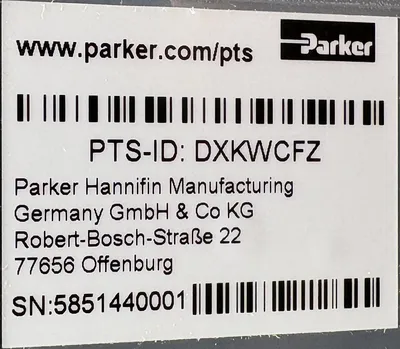 www.parker.com/pts
Parker
PTS-ID: DXKWCFZ
Parker Hannifin Manufacturing
Germany GmbH & Co KG
Robert-Bosch-Straße 22
77656 Offenburg
SN:5851440001